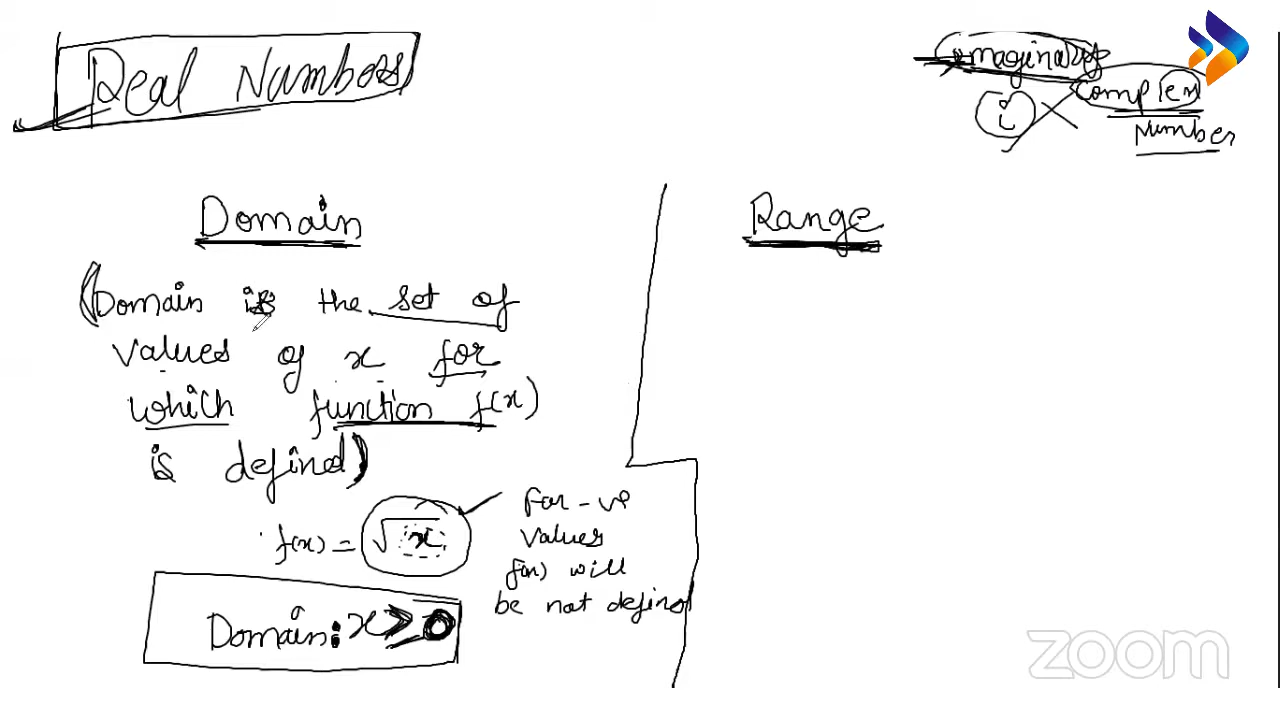 Real Numbers
imaginary
i
complex
Number
Domain
Domain is the set of
values of x for
which function f(x)
is defined)
f(x) = √x
for -ve
values
f(x) will
be not defined
Domain: x ≥ 0
Range
zoom